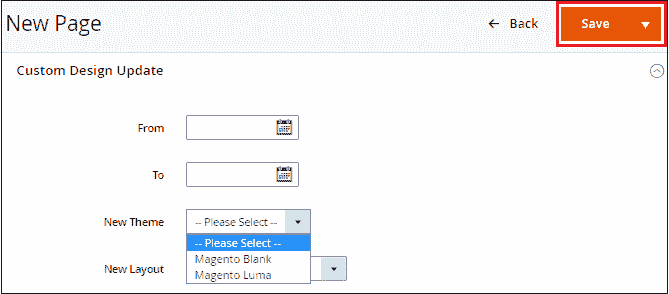 New Page
← Back
Save
Custom Design Update
From
To
New Theme
-- Please Select --
-- Please Select --
Magento Blank
Magento Luma
New Layout